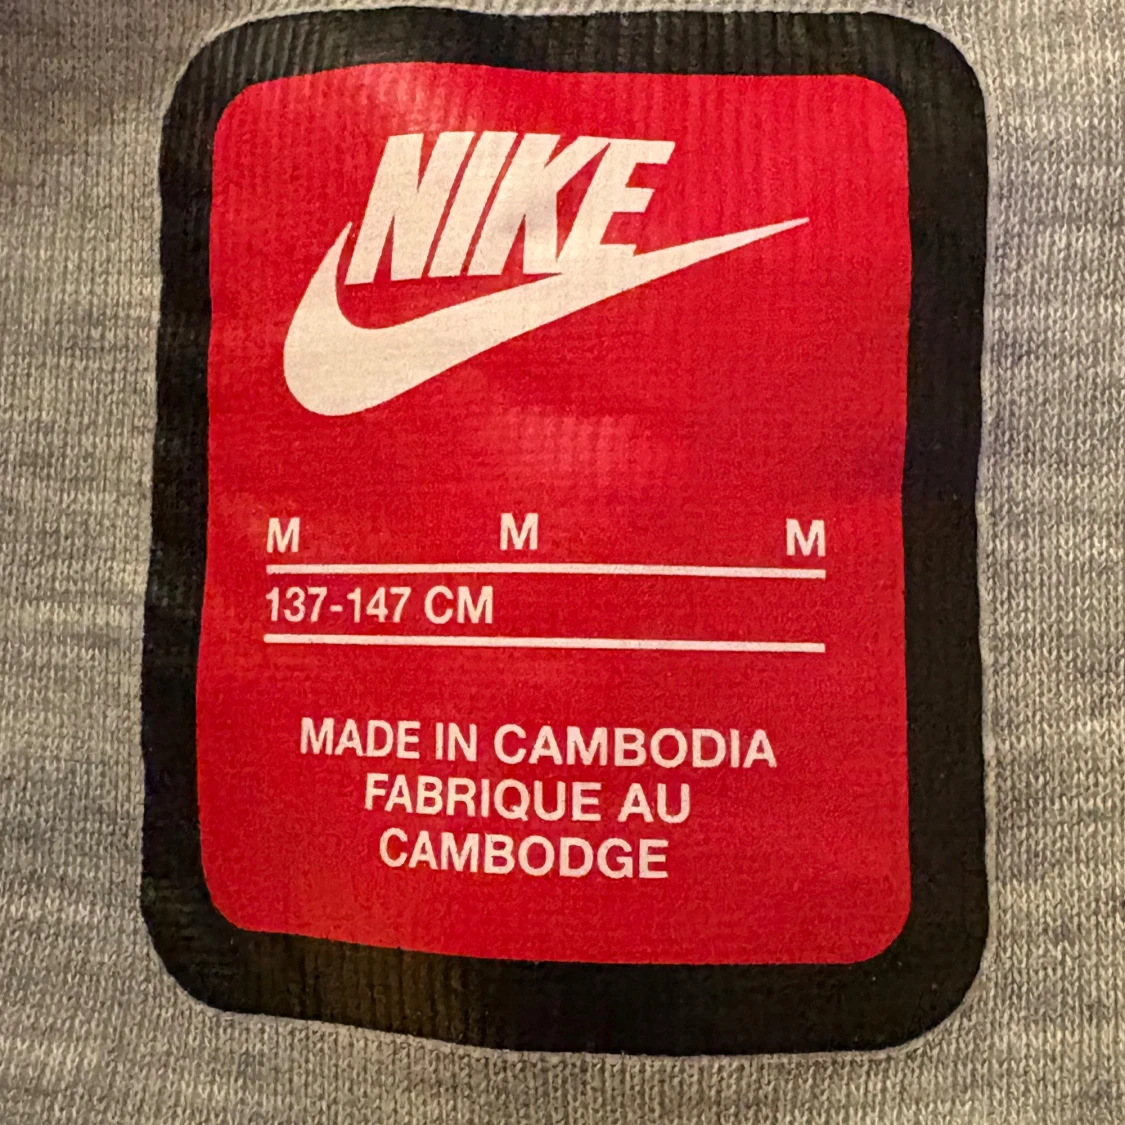 NIKE
M M M
137-147 CM
MADE IN CAMBODIA
FABRIQUE AU
CAMBODGE